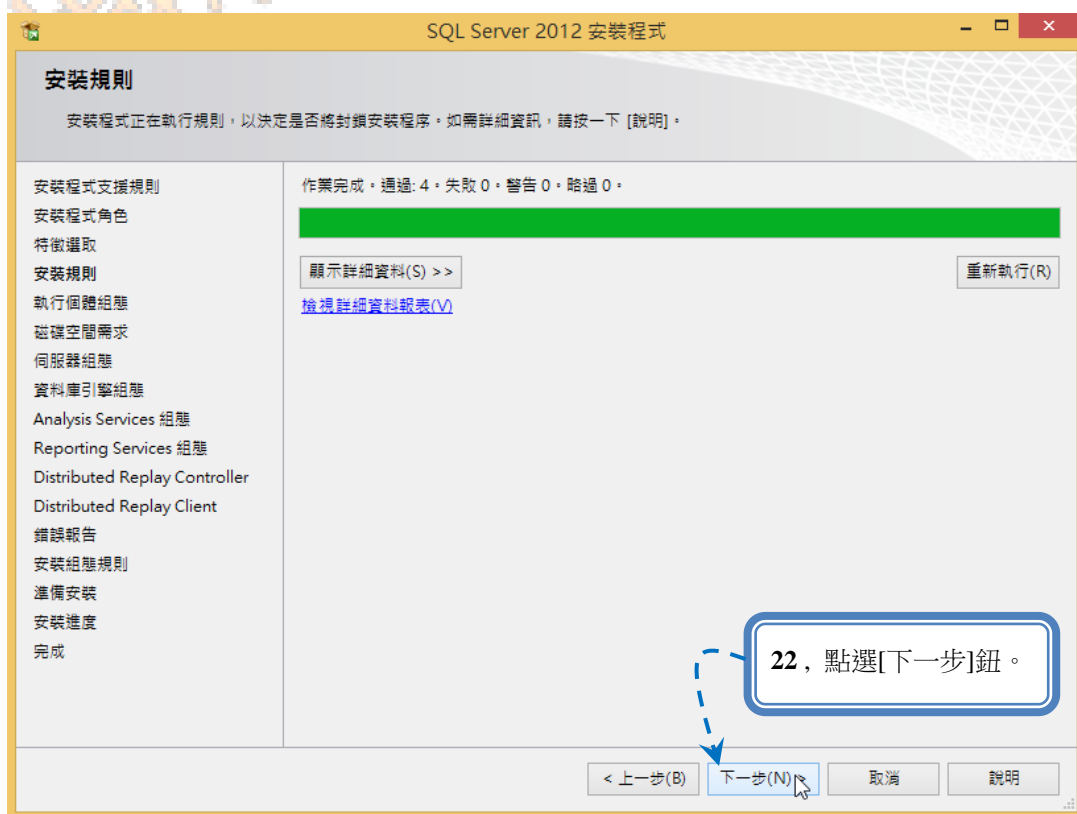 SQL Server 2012 安裝程式
安裝規則
安裝程式正在執行規則，以決定是否將封鎖安裝程序。如需詳細資訊，請按一下 [說明]。
安裝程式支援規則
安裝程式角色
特徵選取
安裝規則
執行個體組態
磁碟空間需求
伺服器組態
資料庫引擎組態
Analysis Services 組態
Reporting Services 組態
Distributed Replay Controller
Distributed Replay Client
錯誤報告
安裝組態規則
準備安裝
安裝進度
完成
作業完成。通過: 4。失敗 0。警告 0。略過 0。
顯示詳細資料(S) >>
重新執行(R)
檢視詳細資料報表(V)
22 , 點選[下一步]鈕。
< 上一步(B)
下一步(N) >
取消
說明